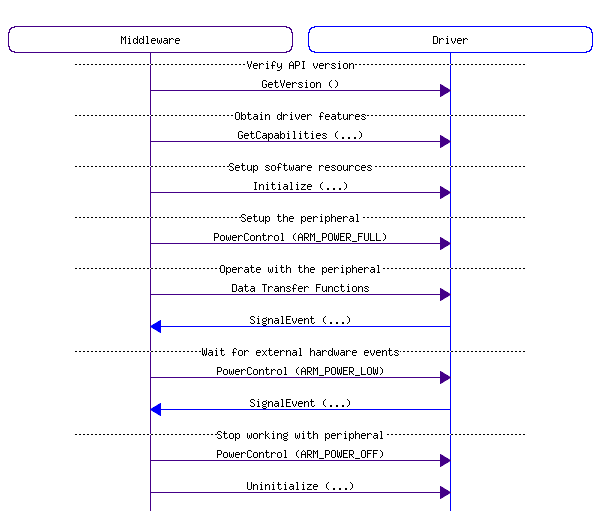 Middleware Driver
Verify API version
GetVersion ()
Obtain driver features
GetCapabilities (...)
Setup software resources
Initialize (...)
Setup the peripheral
PowerControl (ARM_POWER_FULL)
Operate with the peripheral
Data Transfer Functions
SignalEvent (...)
Wait for external hardware events
PowerControl (ARM_POWER_LOW)
SignalEvent (...)
Stop working with peripheral
PowerControl (ARM_POWER_OFF)
Uninitialize (...)